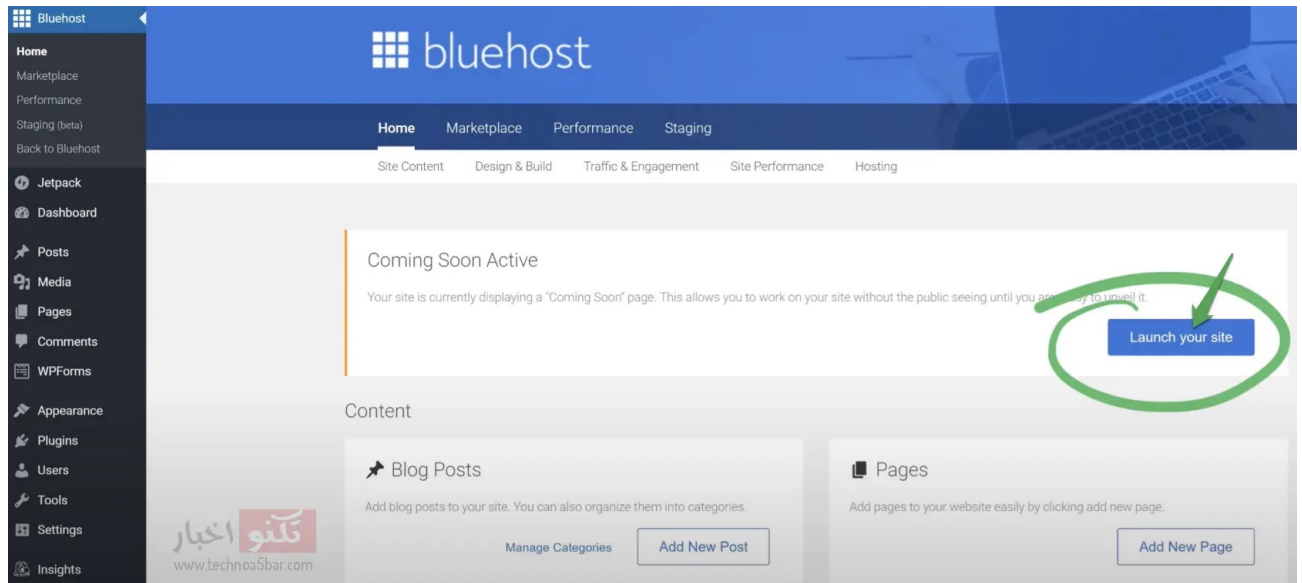 Bluehost
Home
Marketplace
Performance
Staging (beta)
Back to Bluehost
Jetpack
Dashboard
Posts
Media
Pages
Comments
WPForms
Appearance
Plugins
Users
Tools
Settings
Insights
bluehost
Home Marketplace Performance Staging
Site Content Design & Build Traffic & Engagement Site Performance Hosting
Coming Soon Active
Your site is currently displaying a "Coming Soon" page. This allows you to work on your site without the public seeing until you are ready to unveil it.
Launch your site
Content
Blog Posts
Add blog posts to your site. You can also organize them into categories.
Manage Categories Add New Post
Pages
Add pages to your website easily by clicking add new page.
Add New Page
تكنو اخبار
www.technoa5bar.com